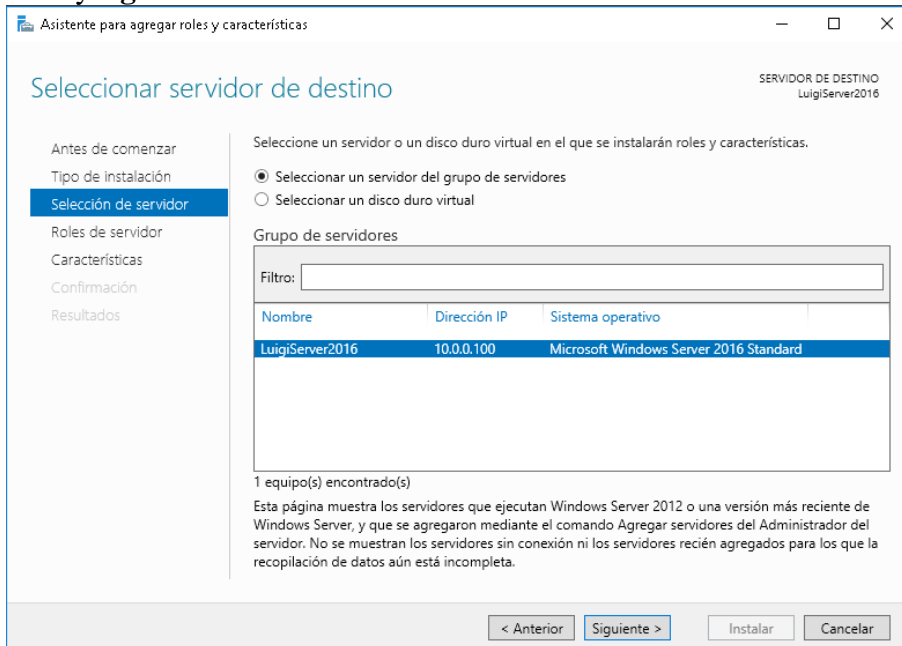 Asistente para agregar roles y características
Seleccionar servidor de destino
SERVIDOR DE DESTINO
LuigiServer2016
Antes de comenzar
Tipo de instalación
Selección de servidor
Roles de servidor
Características
Confirmación
Resultados
Seleccione un servidor o un disco duro virtual en el que se instalarán roles y características.
Seleccionar un servidor del grupo de servidores
Seleccionar un disco duro virtual
Grupo de servidores
Filtro:
Nombre Dirección IP Sistema operativo
LuigiServer2016 10.0.0.100 Microsoft Windows Server 2016 Standard
1 equipo(s) encontrado(s)
Esta página muestra los servidores que ejecutan Windows Server 2012 o una versión más reciente de
Windows Server, y que se agregaron mediante el comando Agregar servidores del Administrador del
servidor. No se muestran los servidores sin conexión ni los servidores recién agregados para los que la
recopilación de datos aún está incompleta.
< Anterior Siguiente > Instalar Cancelar